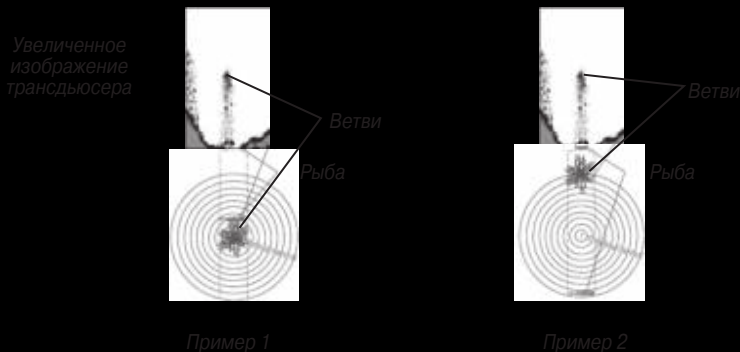 Увеличенное
изображение
трансдьюсера
Ветви
Ветви
Рыба
Рыба
Пример 1
Пример 2